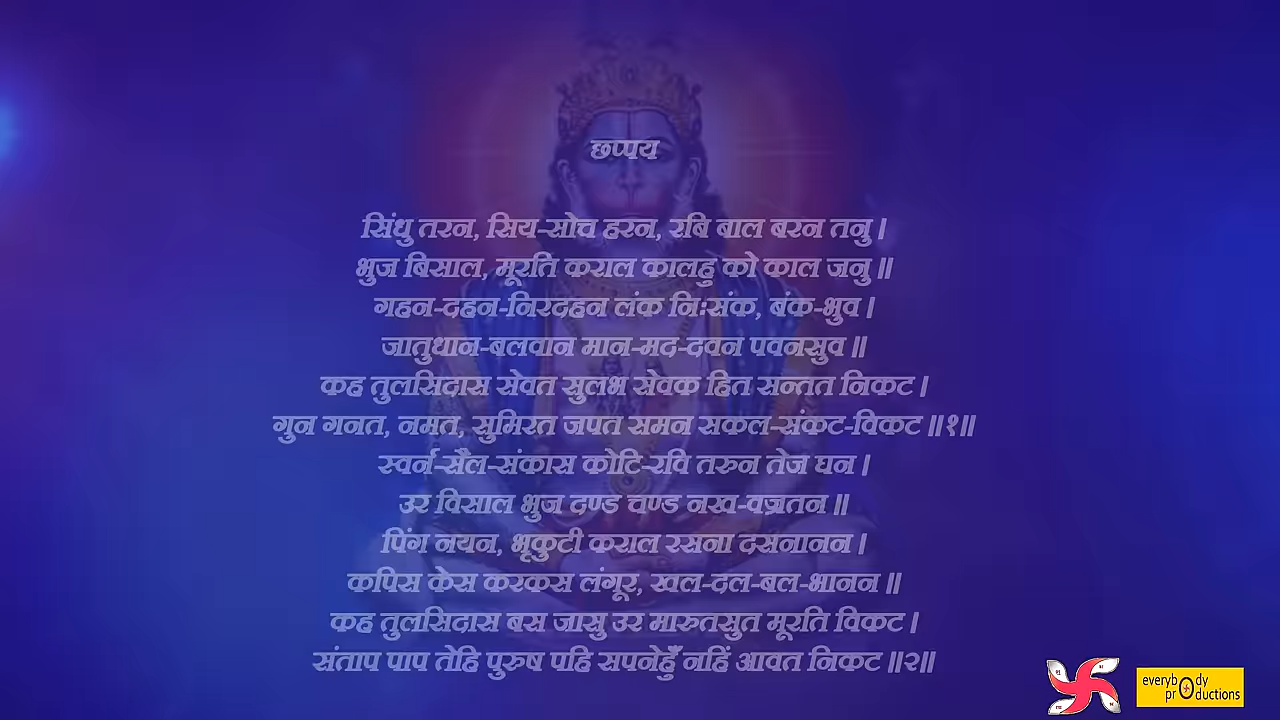 छप्पय
सिंधु तरन, सिय-सोच हरन, रबि बाल बरन तनु |
भुज बिसाल, मूरति कराल कालहु को काल जनु ||
गहन-दहन-निरदहन लंक निःसंक, बंक-भुव |
जातुधान-बलवान मान-मद-दवन पवनसुव ||
कह तुलसिदास सेवत सुलभ सेवक हित सन्तत निकट |
गुन गनत, नमत, सुमिरत जपत समन सकल-संकट-विकट ||१||
स्वर्न-सैल-संकास कोटि-रवि तरुन तेज घन |
उर विसाल भुज दण्ड चण्ड नख-वज्रतन ||
पिंग नयन, भृकुटी कराल रसना दसनानन |
कपिस केस करकस लंगूर, खल-दल-बल-भानन ||
कह तुलसिदास बस जासु उर मारुतसुत मूरति विकट |
संताप पाप तेहि पुरुष पहि सपनेहुँ नहिं आवत निकट ||२||
everybody
productions